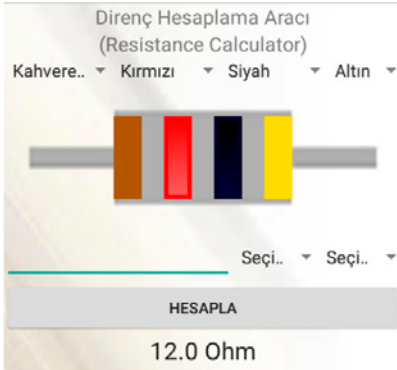 Direnç Hesaplama Aracı
(Resistance Calculator)
Kahvere.. Kırmızı Siyah Altın
Seçi.. Seçi..
HESAPLA
12.0 Ohm